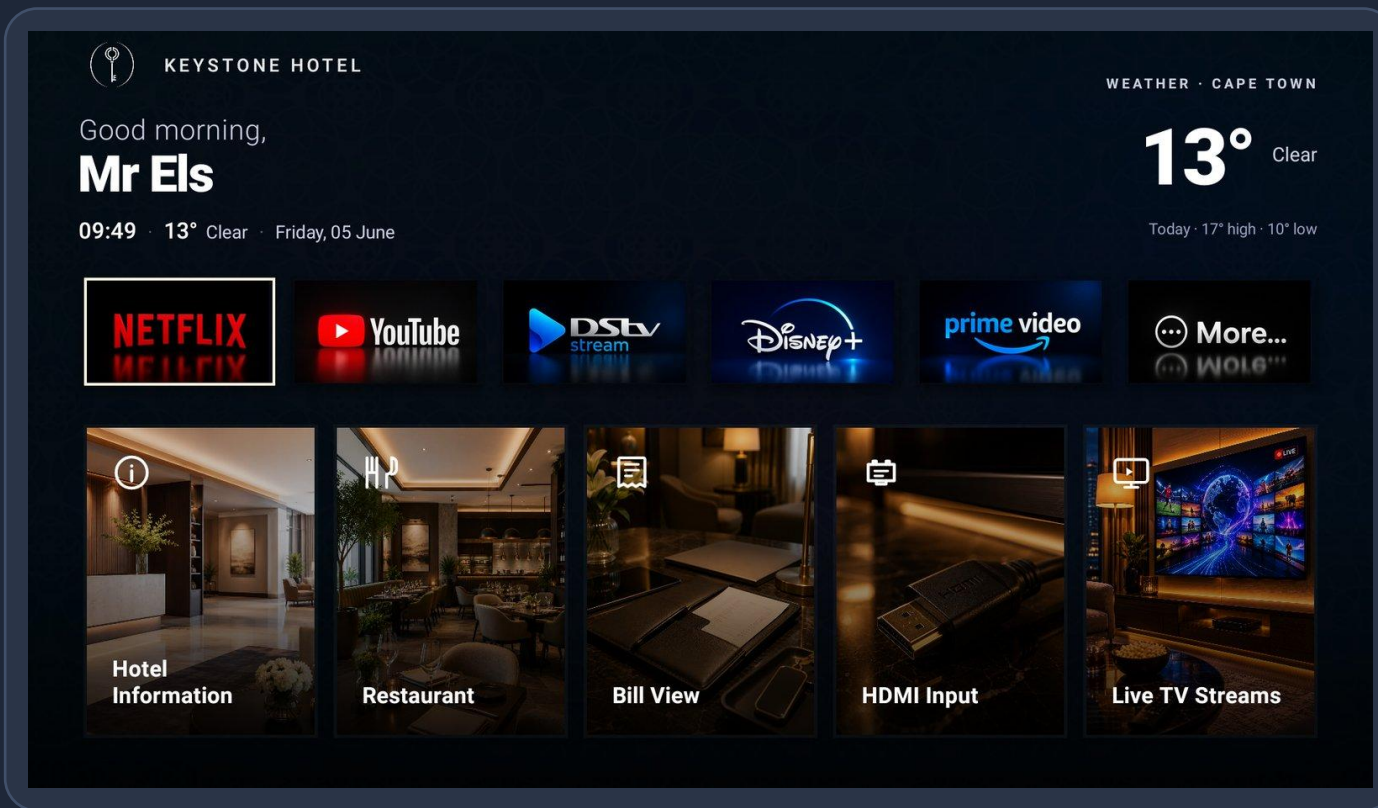 KEYSTONE HOTEL
WEATHER · CAPE TOWN
Good morning,
Mr Els
13° Clear
09:49 · 13° Clear · Friday, 05 June
Today · 17° high · 10° low
NETFLIX
YouTube
DStv
stream
Disney+
prime video
More...
LIVE
HDMI
Hotel
Information
Restaurant
Bill View
HDMI Input
Live TV Streams